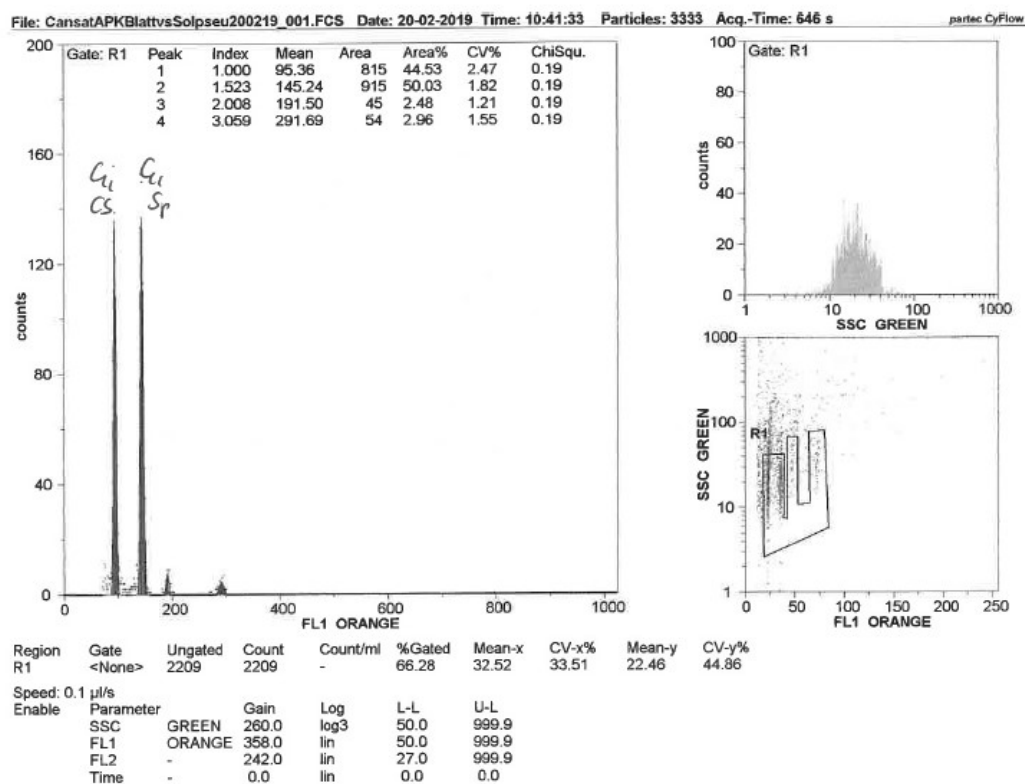 File: CansatAPKBlattvsSolpseu200219_001.FCS Date: 20-02-2019 Time: 10:41:33 Particles: 3333 Acq.-Time: 646 s partec CyFlow
Gate: R1 Peak Index Mean Area Area% CV% ChiSqu.
1 1.000 95.36 815 44.53 2.47 0.19
2 1.523 145.24 915 50.03 1.82 0.19
3 2.008 191.50 45 2.48 1.21 0.19
4 3.059 291.69 54 2.96 1.55 0.19
200
160
120
80
40
0
counts
G1 G1
CS Sp
0 200 400 600 800 1000
FL1 ORANGE
Gate: R1
100
80
60
40
20
0
counts
1 10 100 1000
SSC GREEN
1000
100
10
1
SSC GREEN
R1
0 50 100 150 200 250
FL1 ORANGE
Region Gate Ungated Count Count/ml %Gated Mean-x CV-x% Mean-y CV-y%
R1 <None> 2209 2209 - 66.28 32.52 33.51 22.46 44.86
Speed: 0.1 µl/s
Enable Parameter Gain Log L-L U-L
SSC GREEN 260.0 log3 50.0 999.9
FL1 ORANGE 358.0 lin 50.0 999.9
FL2 - 242.0 lin 27.0 999.9
Time - 0.0 lin 0.0 0.0